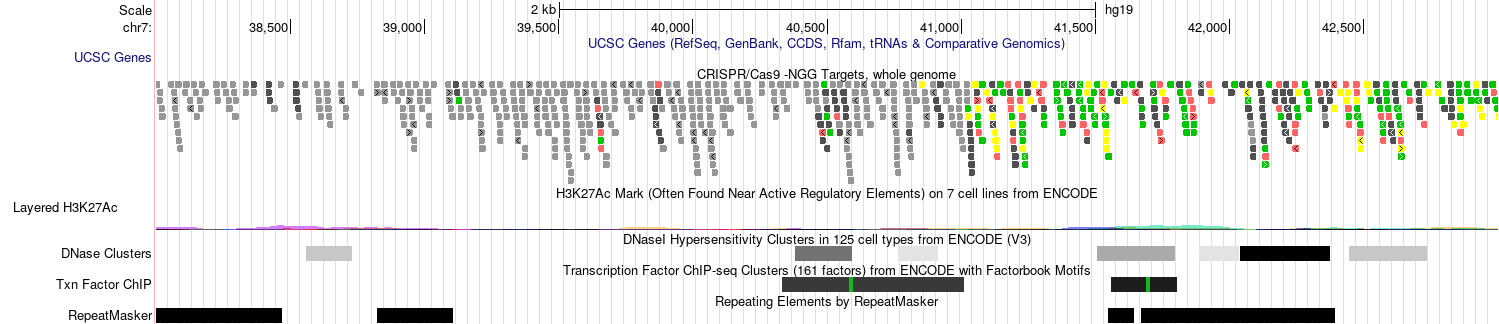 Scale 2 kb hg19
chr7: 38,500 39,000 39,500 40,000 40,500 41,000 41,500 42,000 42,500
UCSC Genes (RefSeq, GenBank, CCDS, Rfam, tRNAs & Comparative Genomics)
UCSC Genes
CRISPR/Cas9 -NGG Targets, whole genome
H3K27Ac Mark (Often Found Near Active Regulatory Elements) on 7 cell lines from ENCODE
Layered H3K27Ac
DNaseI Hypersensitivity Clusters in 125 cell types from ENCODE (V3)
DNase Clusters
Transcription Factor ChIP-seq Clusters (161 factors) from ENCODE with Factorbook Motifs
Txn Factor ChIP
Repeating Elements by RepeatMasker
RepeatMasker